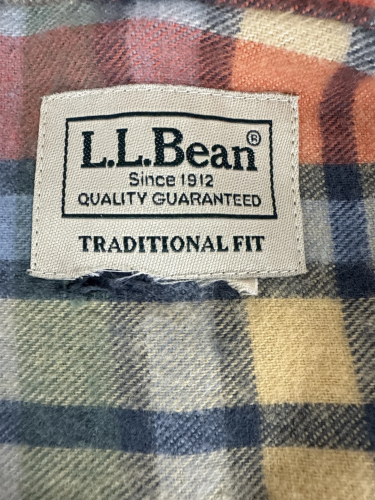 L.L.Bean®
Since 1912
QUALITY GUARANTEED
TRADITIONAL FIT